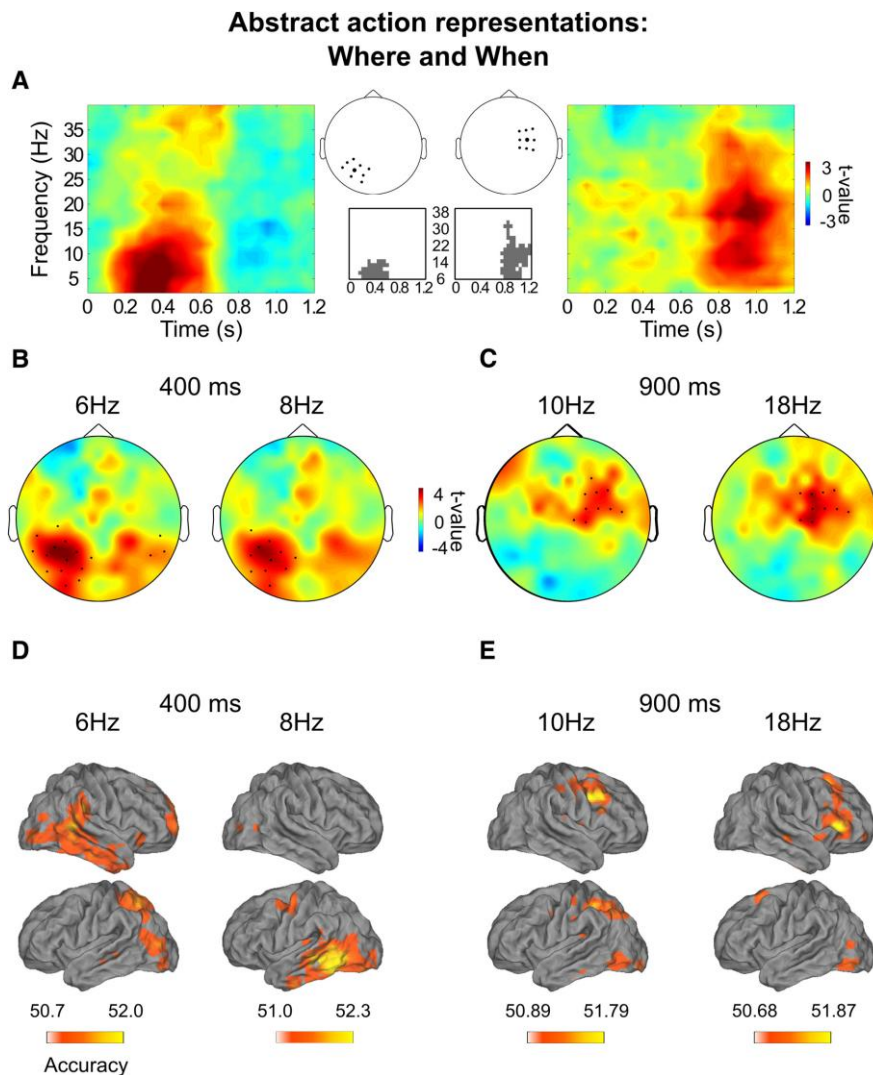 Abstract action representations:
Where and When
A
Frequency (Hz)
35
30
25
20
15
10
5
0 0.2 0.4 0.6 0.8 1.0 1.2
Time (s)
38
30
22
14
6
0 0.4 0.8 1.2
0 0.4 0.8 1.2
0 0.2 0.4 0.6 0.8 1.0 1.2
Time (s)
3
0
-3
t-value
B
400 ms
6Hz 8Hz
4
0
-4
t-value
C
900 ms
10Hz 18Hz
D
400 ms
6Hz 8Hz
50.7 52.0
51.0 52.3
Accuracy
E
900 ms
10Hz 18Hz
50.89 51.79
50.68 51.87